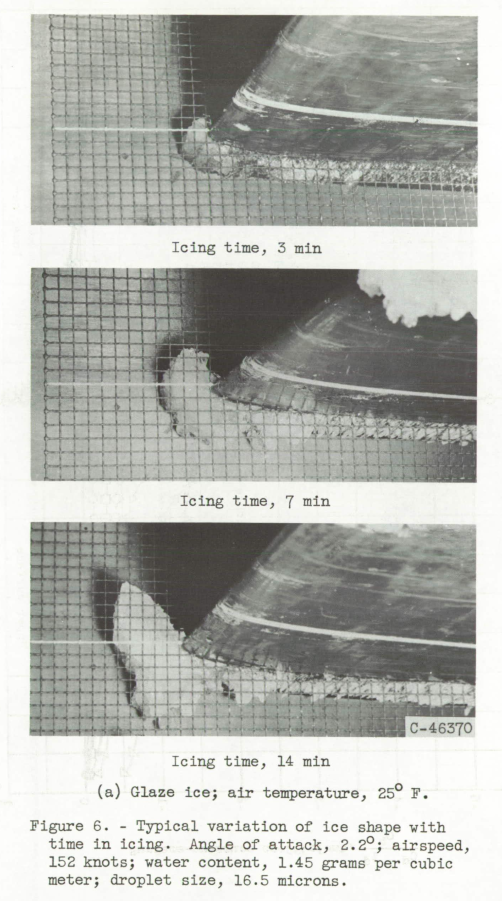 Icing time, 3 min
Icing time, 7 min
C-46370
Icing time, 14 min
(a) Glaze ice; air temperature, 25° F.
Figure 6. - Typical variation of ice shape with
time in icing. Angle of attack, 2.2°; airspeed,
152 knots; water content, 1.45 grams per cubic
meter; droplet size, 16.5 microns.